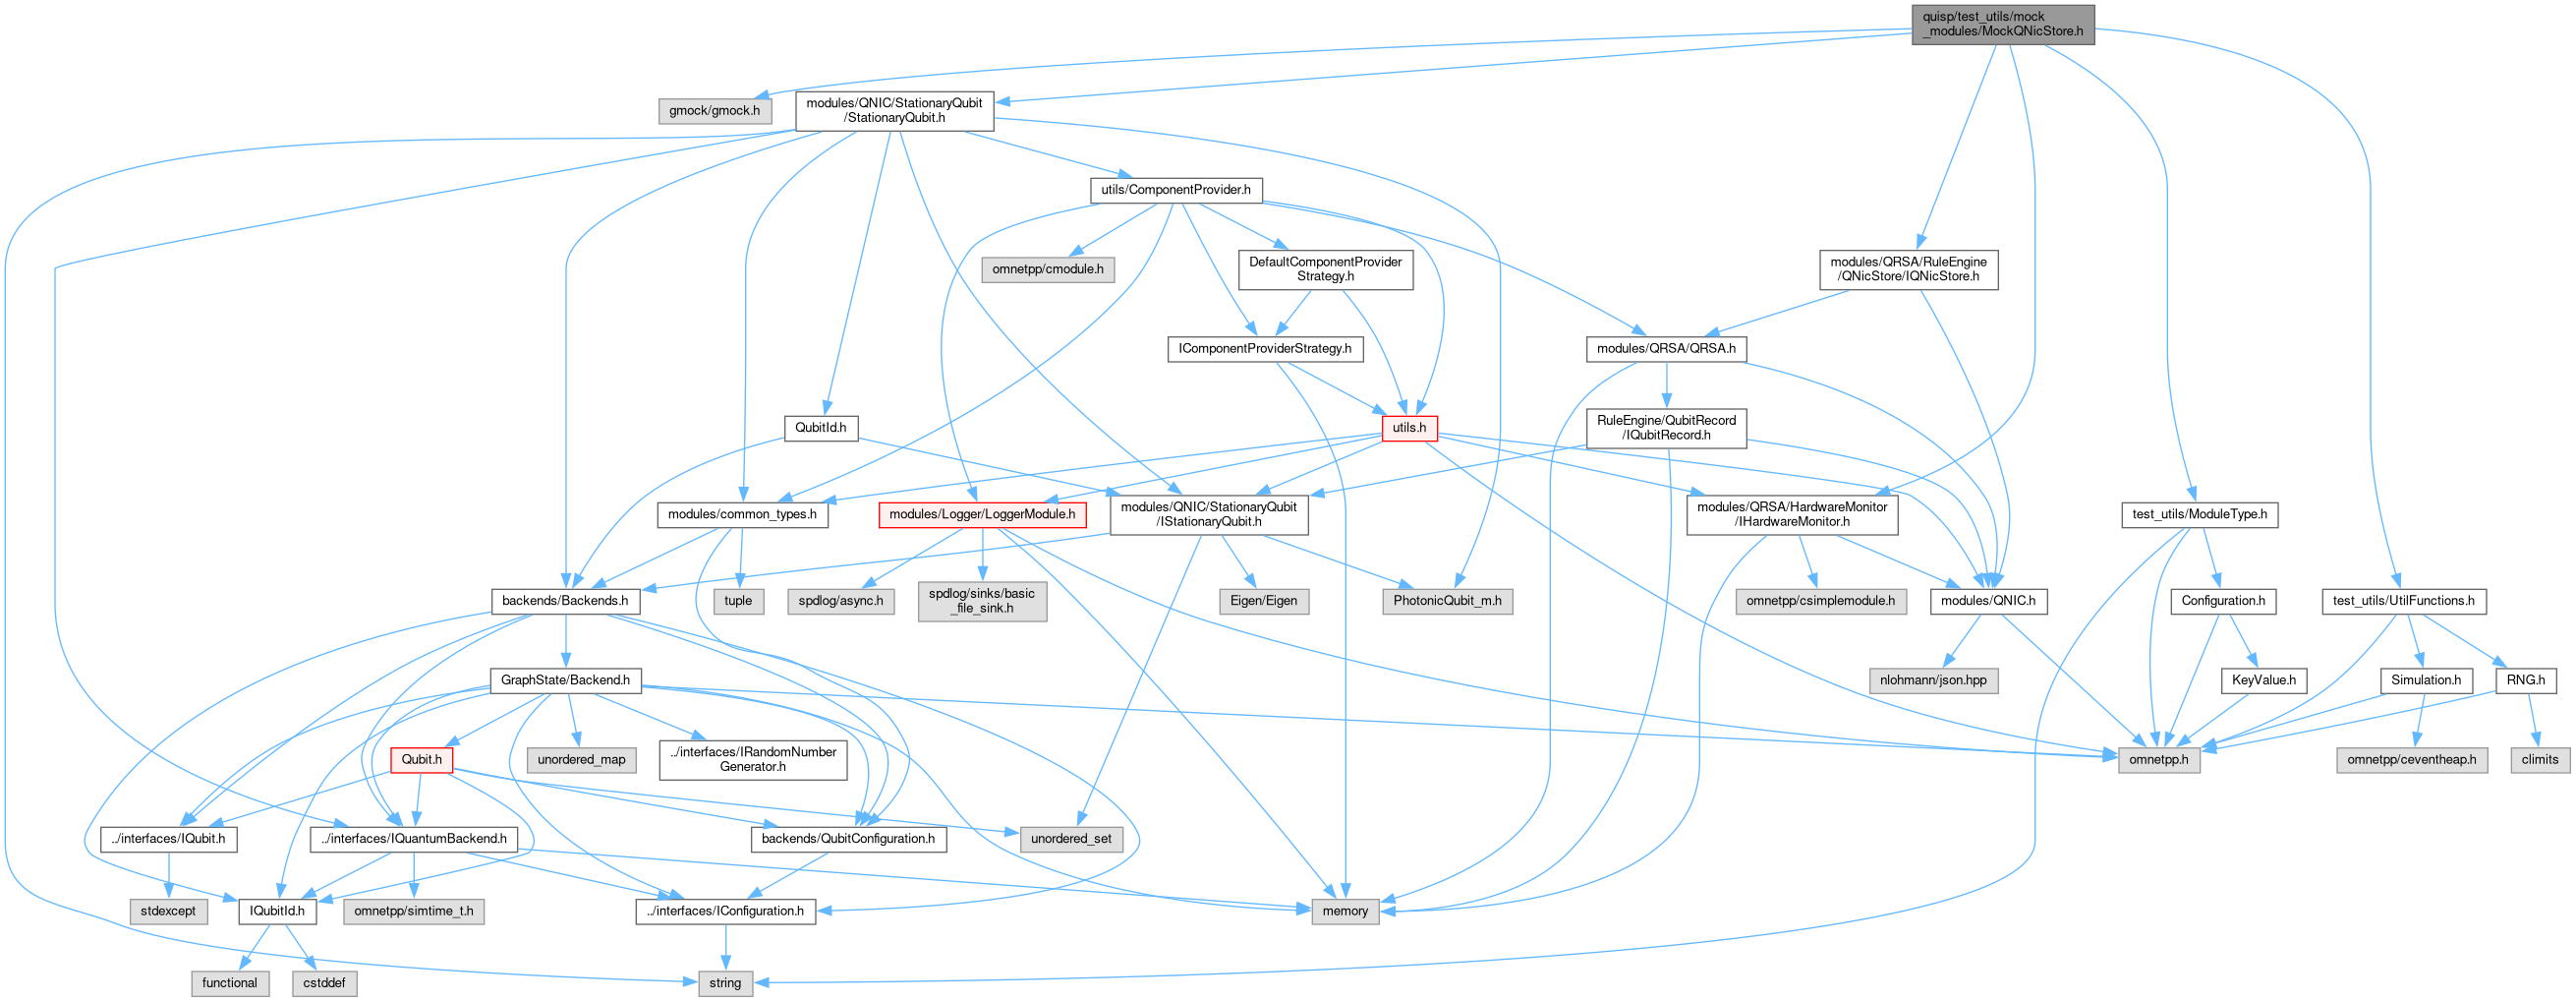 quisp/test_utils/mock
_modules/MockQNicStore.h
gmock/gmock.h
modules/QNIC/StationaryQubit
/StationaryQubit.h
utils/ComponentProvider.h
omnetpp/cmodule.h
DefaultComponentProvider
Strategy.h
modules/QRSA/RuleEngine
/QNicStore/IQNicStore.h
IComponentProviderStrategy.h
modules/QRSA/QRSA.h
QubitId.h
utils.h
RuleEngine/QubitRecord
/IQubitRecord.h
modules/common_types.h
modules/Logger/LoggerModule.h
modules/QNIC/StationaryQubit
/IStationaryQubit.h
modules/QRSA/HardwareMonitor
/IHardwareMonitor.h
test_utils/ModuleType.h
backends/Backends.h
tuple
spdlog/async.h
spdlog/sinks/basic
_file_sink.h
Eigen/Eigen
PhotonicQubit_m.h
omnetpp/csimplemodule.h
modules/QNIC.h
Configuration.h
test_utils/UtilFunctions.h
GraphState/Backend.h
nlohmann/json.hpp
KeyValue.h
Simulation.h
RNG.h
Qubit.h
unordered_map
../interfaces/IRandomNumber
Generator.h
omnetpp.h
omnetpp/ceventheap.h
climits
../interfaces/IQubit.h
../interfaces/IQuantumBackend.h
backends/QubitConfiguration.h
unordered_set
stdexcept
IQubitId.h
omnetpp/simtime_t.h
../interfaces/IConfiguration.h
memory
functional
cstddef
string